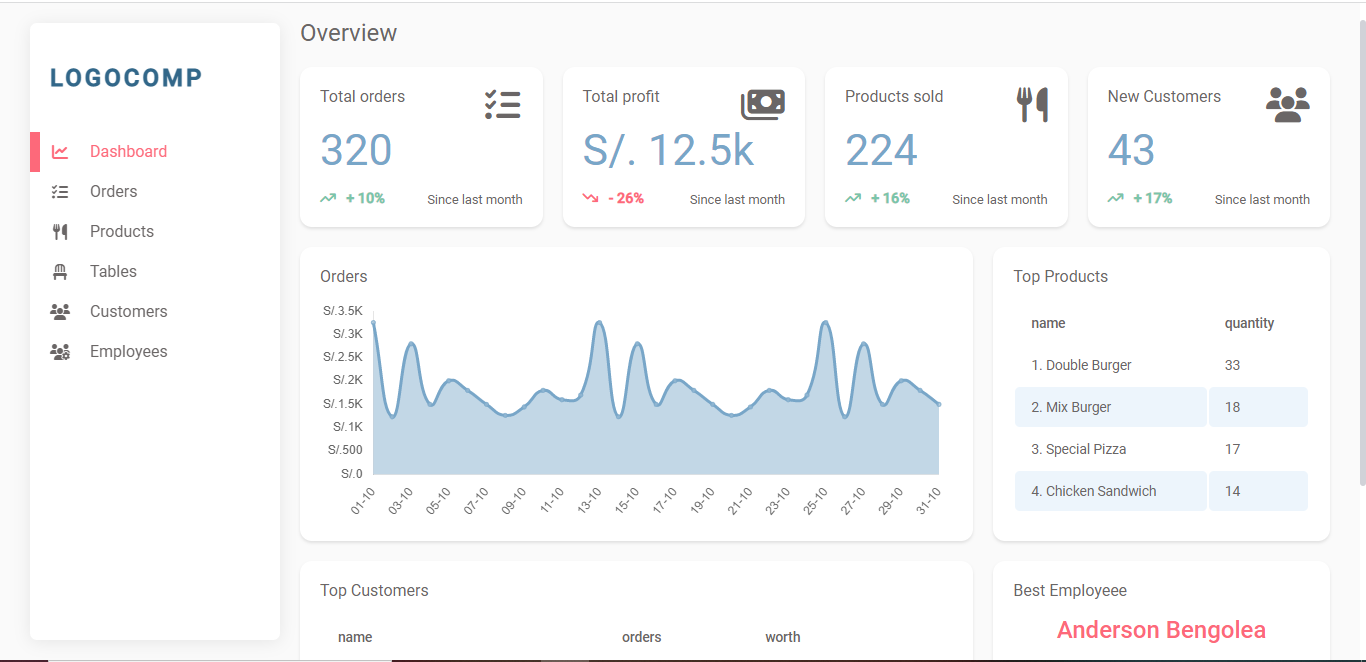 LOGOCOMP
Dashboard
Orders
Products
Tables
Customers
Employees
Overview
Total orders
320
+ 10%
Since last month
Total profit
S/. 12.5k
- 26%
Since last month
Products sold
224
+ 16%
Since last month
New Customers
43
+ 17%
Since last month
Orders
S/.3.5K
S/.3K
S/.2.5K
S/.2K
S/.1.5K
S/.1K
S/.500
S/.0
01-10 03-10 05-10 07-10 09-10 11-10 13-10 15-10 17-10 19-10 21-10 23-10 25-10 27-10 29-10 31-10
Top Products
name quantity
1. Double Burger 33
2. Mix Burger 18
3. Special Pizza 17
4. Chicken Sandwich 14
Top Customers
name orders worth
Best Employeee
Anderson Bengolea